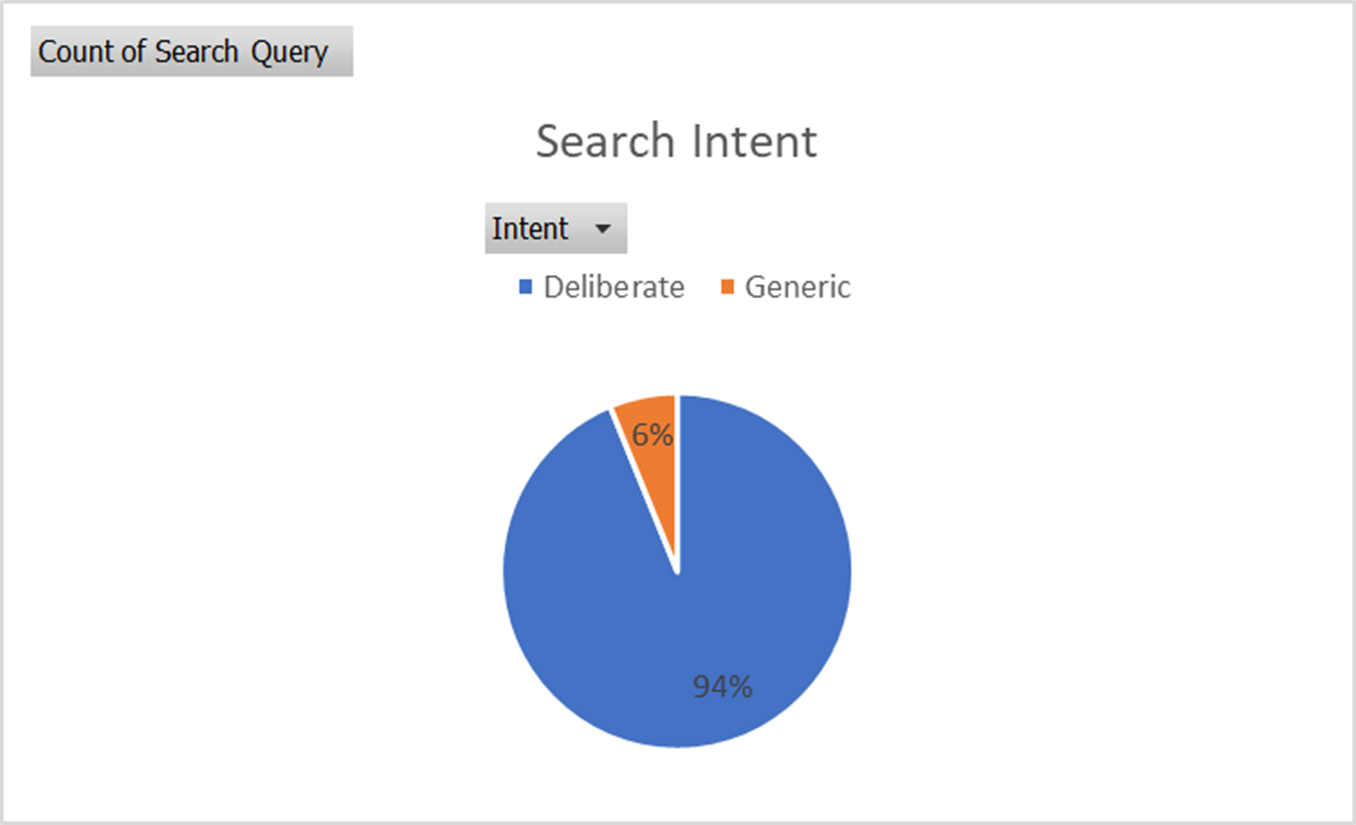 Count of Search Query
Search Intent
Intent
Deliberate Generic
6%
94%